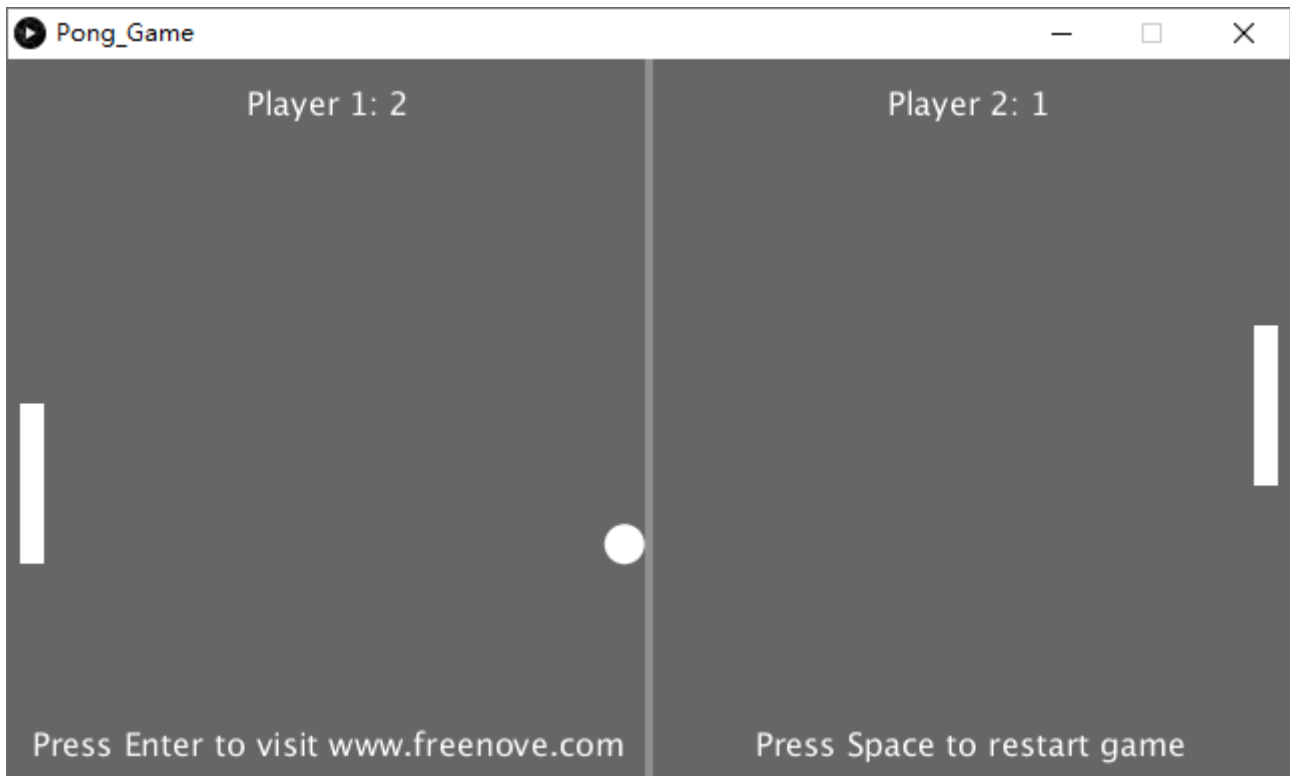 Pong_Game
Player 1: 2
Player 2: 1
Press Enter to visit www.freenove.com
Press Space to restart game